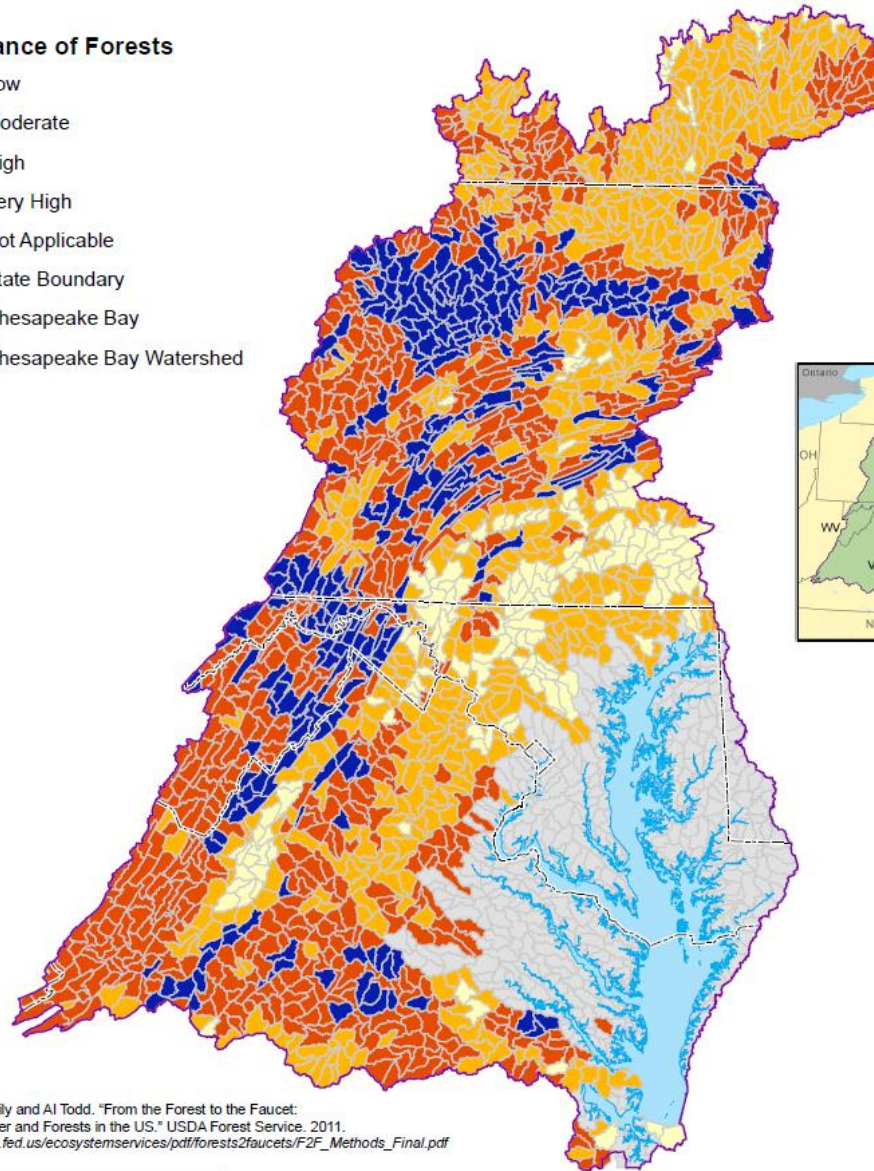 ance of Forests
ow
oderate
igh
ery High
ot Applicable
tate Boundary
hesapeake Bay
hesapeake Bay Watershed
Ontario
OH
WV
V
N
ily and Al Todd. "From the Forest to the Faucet:
er and Forests in the US." USDA Forest Service. 2011.
.fed.us/ecosystemservices/pdf/forests2faucets/F2F_Methods_Final.pdf